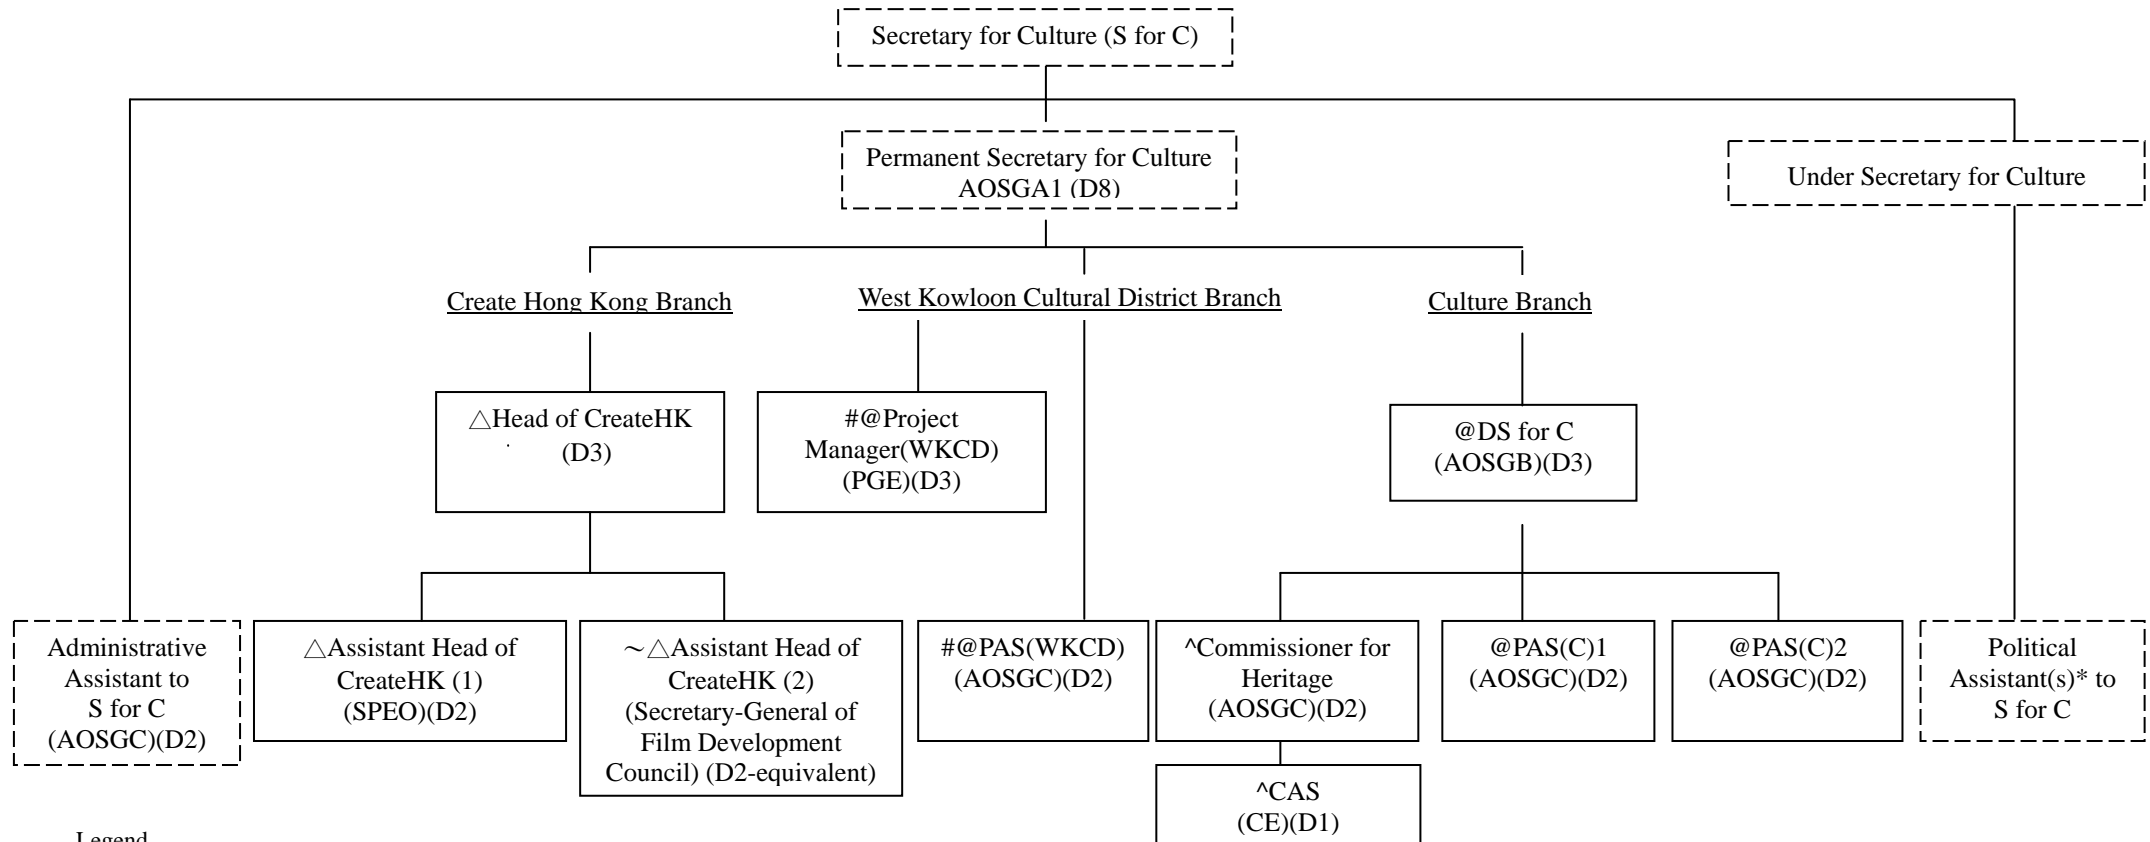 Secretary for Culture (S for C)
Permanent Secretary for Culture
AOSGA1 (D8)
Under Secretary for Culture
Create Hong Kong Branch
West Kowloon Cultural District Branch
Culture Branch
△Head of CreateHK
(D3)
#@Project
Manager(WKCD)
(PGE)(D3)
@DS for C
(AOSGB)(D3)
Administrative
Assistant to
S for C
(AOSGC)(D2)
△Assistant Head of
CreateHK (1)
(SPEO)(D2)
~△Assistant Head of
CreateHK (2)
(Secretary-General of
Film Development
Council) (D2-equivalent)
#@PAS(WKCD)
(AOSGC)(D2)
^Commissioner for
Heritage
(AOSGC)(D2)
@PAS(C)1
(AOSGC)(D2)
@PAS(C)2
(AOSGC)(D2)
Political
Assistant(s)* to
S for C
^CAS
(CE)(D1)
Legend